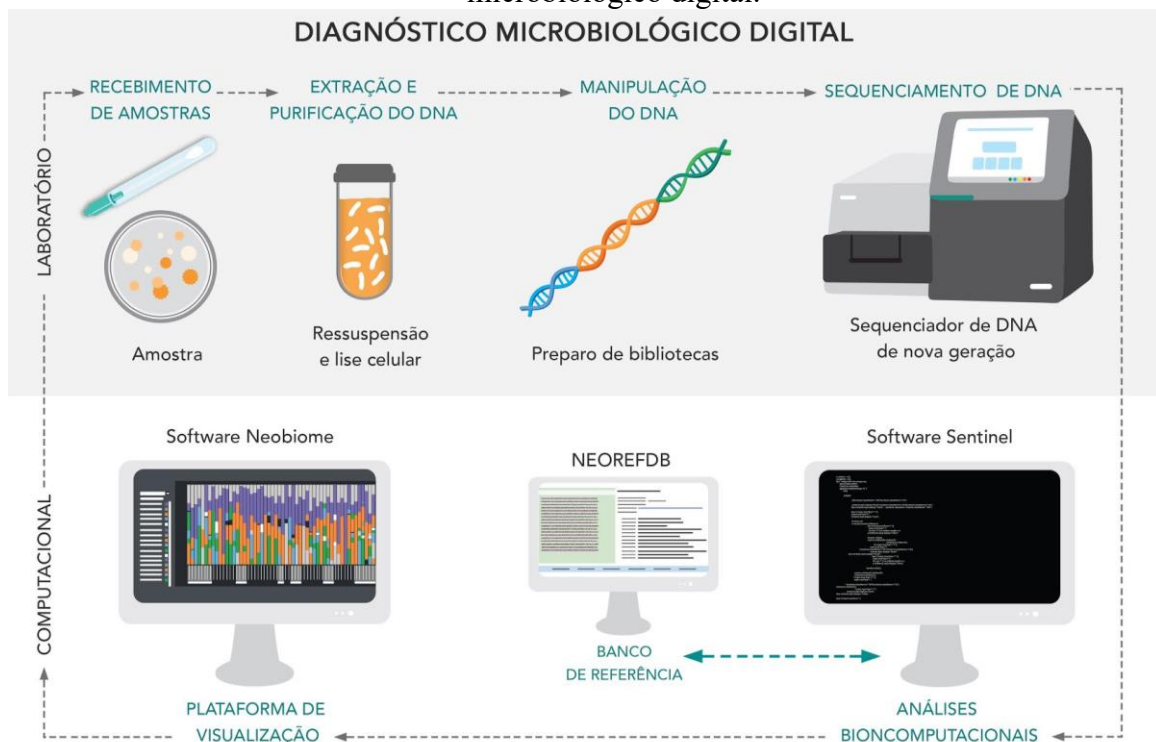 microbiológico digital.
DIAGNÓSTICO MICROBIOLÓGICO DIGITAL
RECEBIMENTO
DE AMOSTRAS
EXTRAÇÃO E
PURIFICAÇÃO DO DNA
MANIPULAÇÃO
DO DNA
SEQUENCIAMENTO DE DNA
LABORATÓRIO
Amostra
Ressuspensão
e lise celular
Preparo de bibliotecas
Sequenciador de DNA
de nova geração
COMPUTACIONAL
Software Neobiome
NEOREFDB
Software Sentinel
BANCO
DE REFERÊNCIA
PLATAFORMA DE
VISUALIZAÇÃO
ANÁLISES
BIONCOMPUTACIONAIS